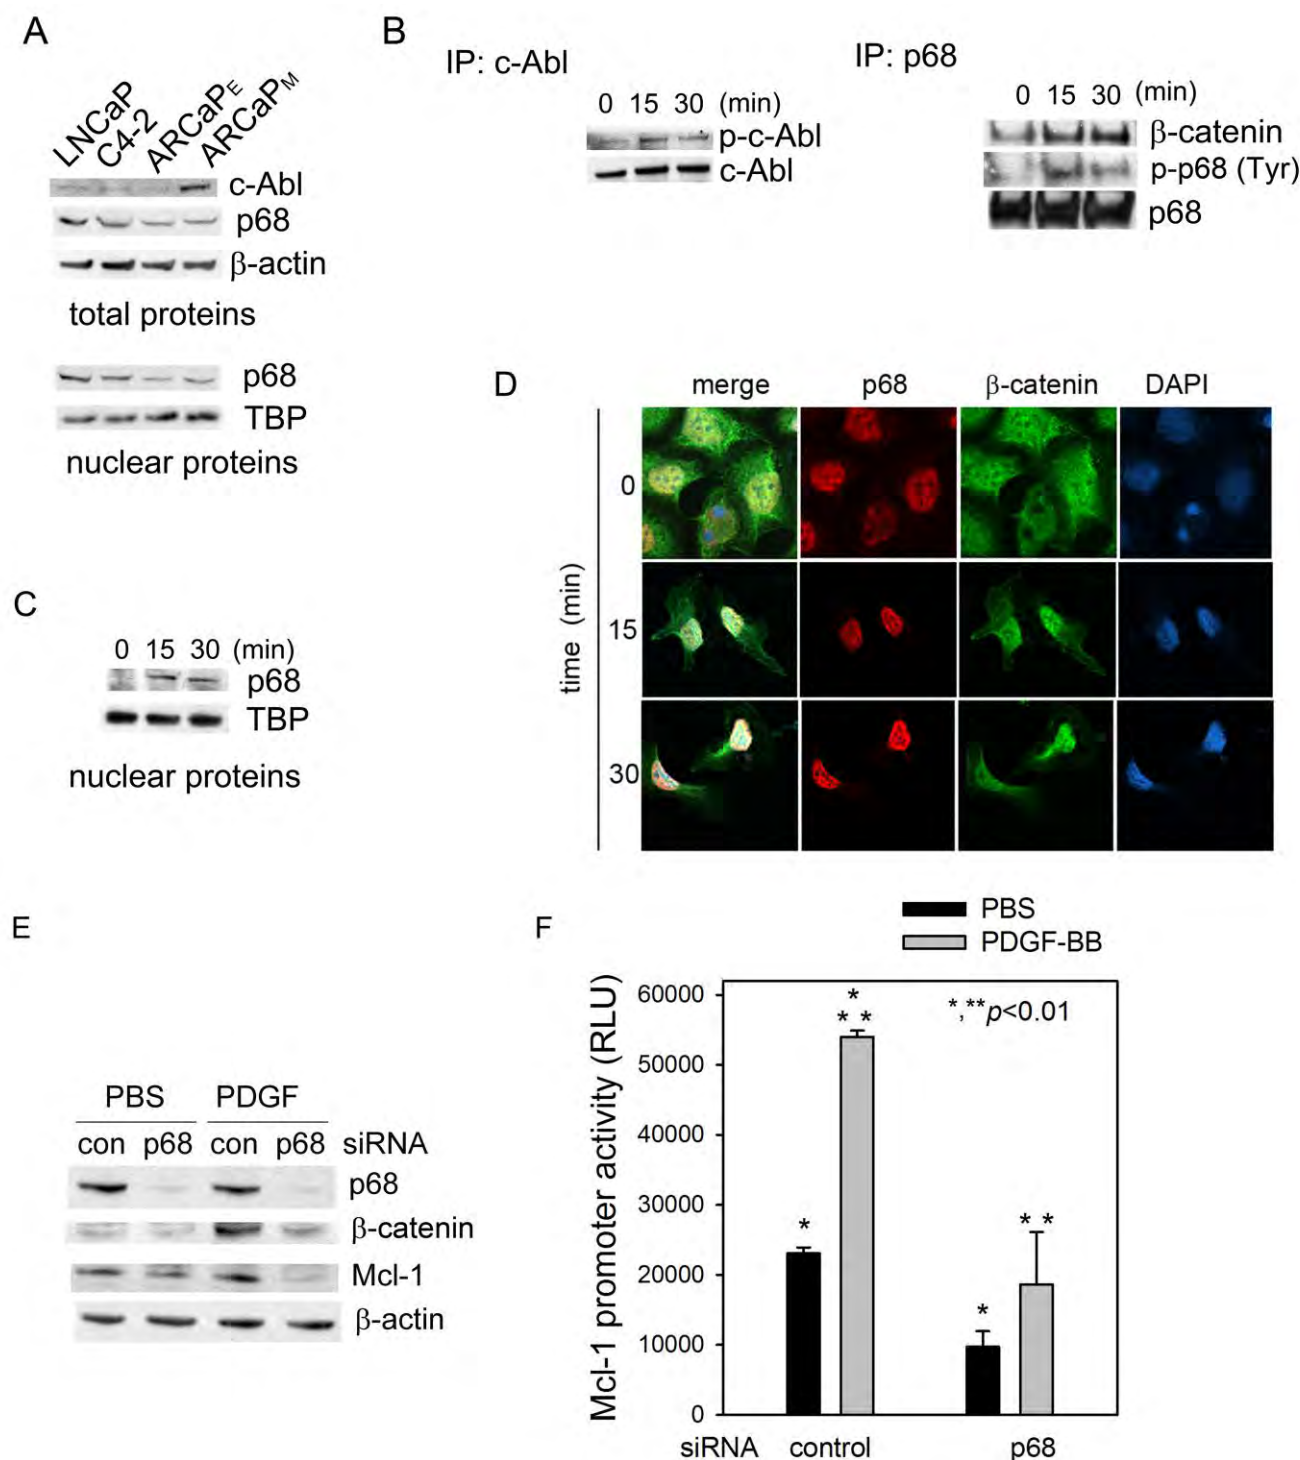 A
LNCaP
C4-2
ARCaPE
ARCaPM
c-Abl
p68
β-actin
total proteins
p68
TBP
nuclear proteins
B
IP: c-Abl
0 15 30 (min)
p-c-Abl
c-Abl
IP: p68
0 15 30 (min)
β-catenin
p-p68 (Tyr)
p68
C
0 15 30 (min)
p68
TBP
nuclear proteins
D
merge p68 β-catenin DAPI
time (min)
0
15
30
E
PBS PDGF
con p68 con p68 siRNA
p68
β-catenin
Mcl-1
β-actin
F
PBS
PDGF-BB
Mcl-1 promoter activity (RLU)
60000
50000
40000
30000
20000
10000
0
*,**p<0.01
*
* *
*
* *
*
siRNA control p68